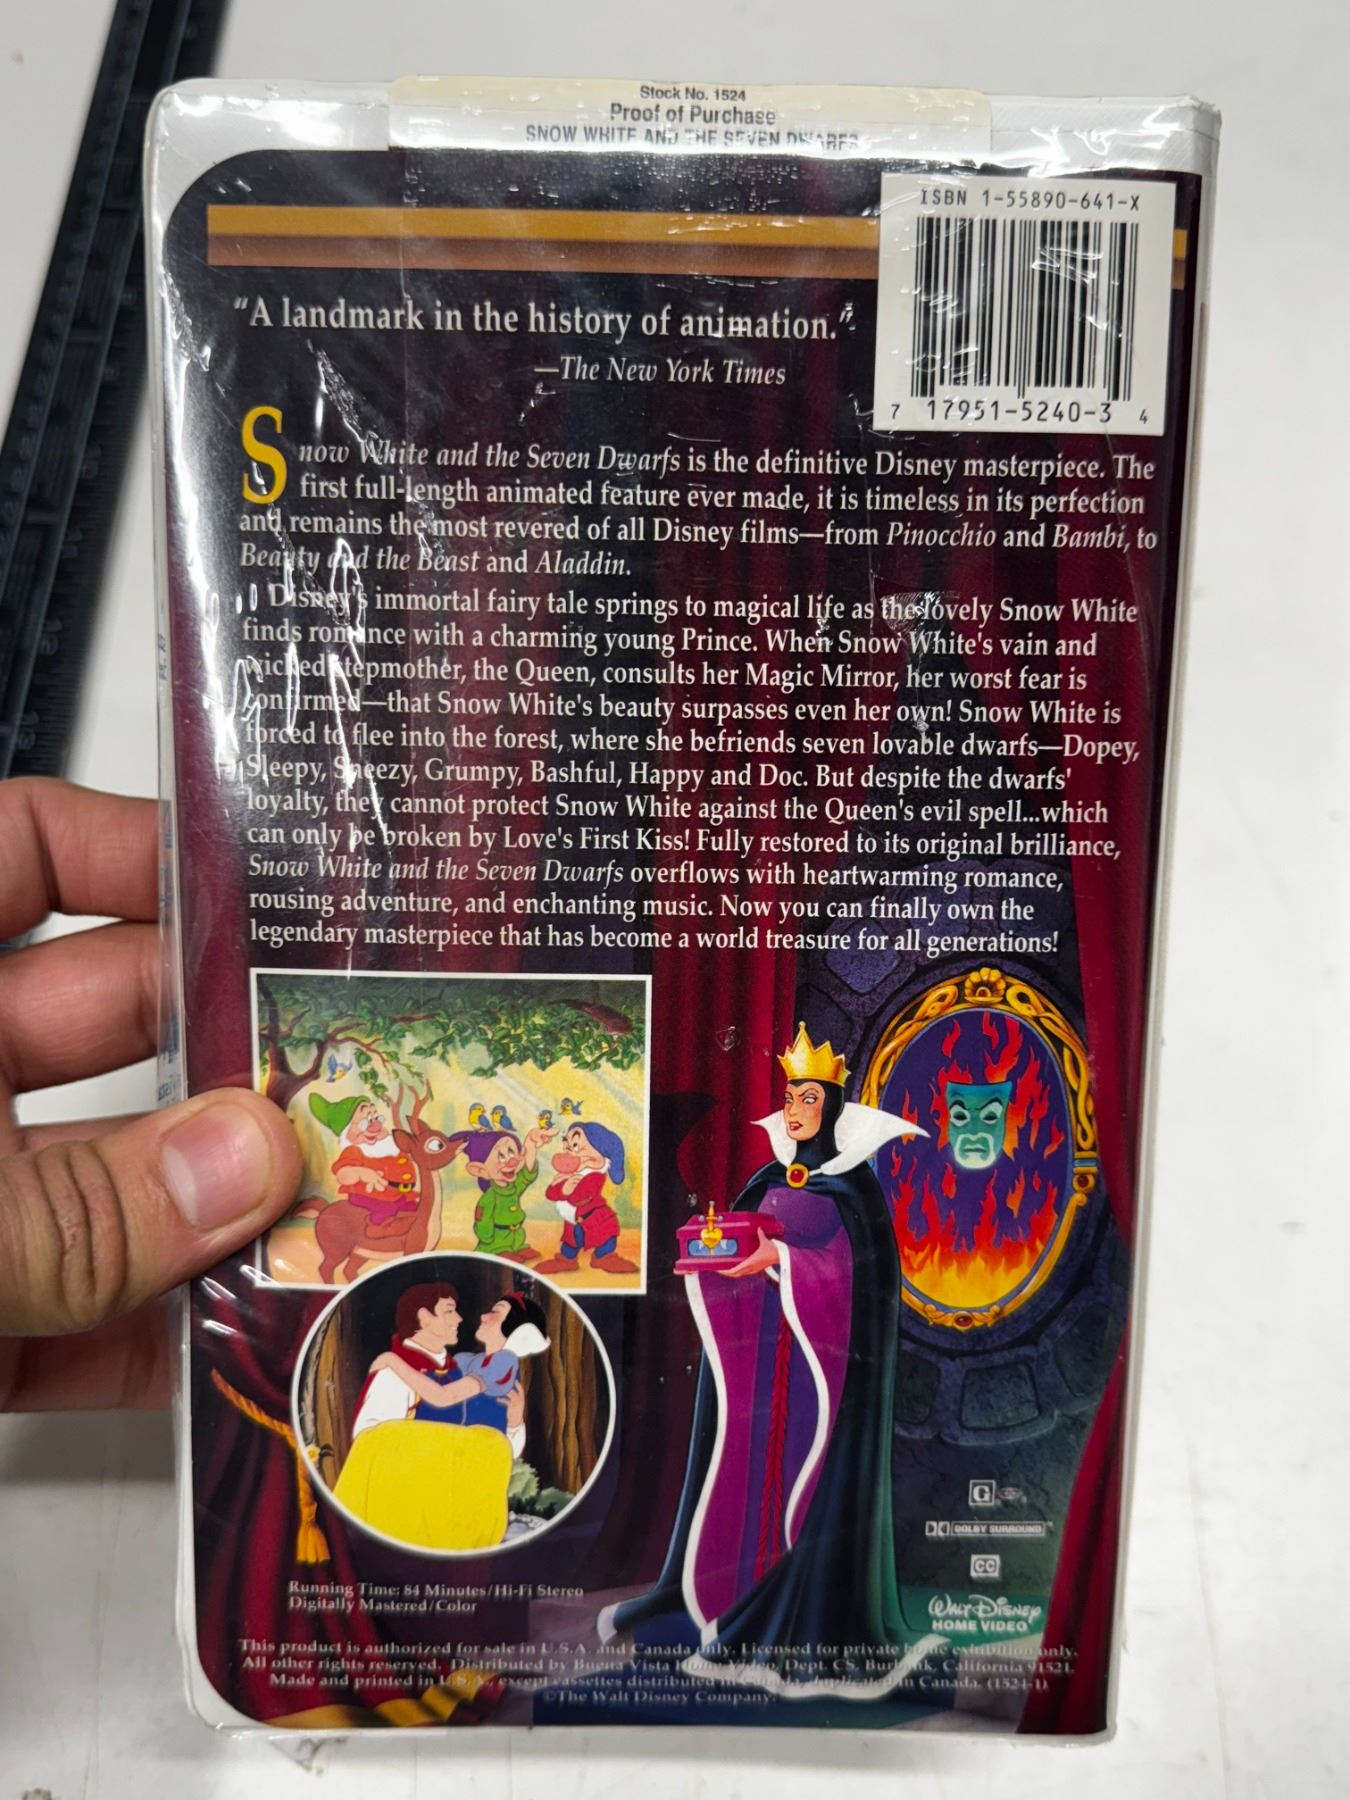 Stock No. 1524
Proof of Purchase
SNOW WHITE AND THE SEVEN DWARFS
ISBN 1-55890-641-X
7 17951-5240-3 4
"A landmark in the history of animation."
—The New York Times
Snow White and the Seven Dwarfs is the definitive Disney masterpiece. The
first full-length animated feature ever made, it is timeless in its perfection
and remains the most revered of all Disney films—from Pinocchio and Bambi, to
Beauty and the Beast and Aladdin.
Disney's immortal fairy tale springs to magical life as the lovely Snow White
finds romance with a charming young Prince. When Snow White's vain and
wicked stepmother, the Queen, consults her Magic Mirror, her worst fear is
confirmed—that Snow White's beauty surpasses even her own! Snow White is
forced to flee into the forest, where she befriends seven lovable dwarfs—Dopey,
Sleepy, Sneezy, Grumpy, Bashful, Happy and Doc. But despite the dwarfs'
loyalty, they cannot protect Snow White against the Queen's evil spell...which
can only be broken by Love's First Kiss! Fully restored to its original brilliance,
Snow White and the Seven Dwarfs overflows with heartwarming romance,
rousing adventure, and enchanting music. Now you can finally own the
legendary masterpiece that has become a world treasure for all generations!
G
DOLBY SURROUND
CC
WALT DISNEY
HOME VIDEO
Running Time: 84 Minutes/Hi-Fi Stereo
Digitally Mastered/Color
This product is authorized for sale in U.S.A. and Canada only. Licensed for private home exhibition only.
All other rights reserved. Distributed by Buena Vista Home Video, Dept. CS, Burbank, California 91521.
Made and printed in U.S.A., except cassettes distributed in Canada, duplicated in Canada. (1524-1)
©The Walt Disney Company.